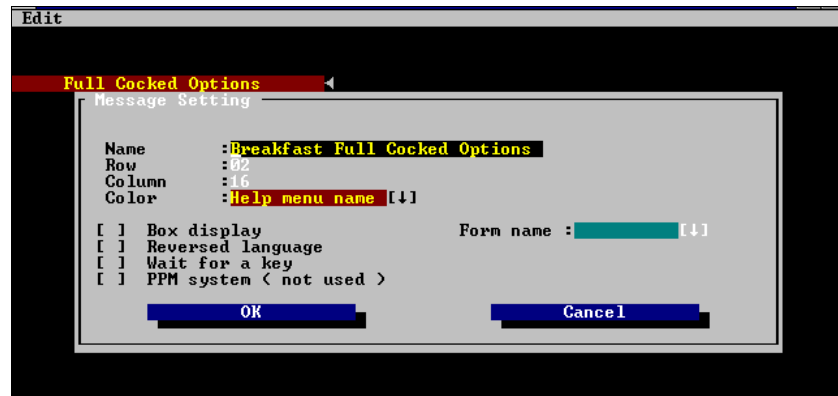 Edit
Full Cocked Options
Message Setting
Name :Breakfast Full Cocked Options
Row :02
Column :16
Color :Help menu name [↓]
[ ] Box display Form name : [↓]
[ ] Reversed language
[ ] Wait for a key
[ ] PPM system ( not used )
OK Cancel